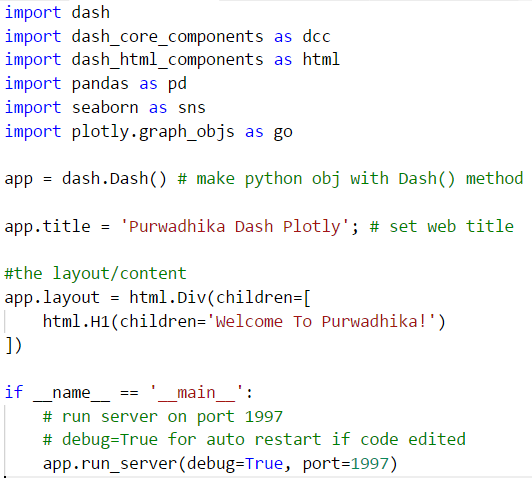 import dash
import dash_core_components as dcc
import dash_html_components as html
import pandas as pd
import seaborn as sns
import plotly.graph_objs as go

app = dash.Dash() # make python obj with Dash() method

app.title = 'Purwadhika Dash Plotly'; # set web title

#the layout/content
app.layout = html.Div(children=[
    html.H1(children='Welcome To Purwadhika!')
])

if __name__ == '__main__':
    # run server on port 1997
    # debug=True for auto restart if code edited
    app.run_server(debug=True, port=1997)